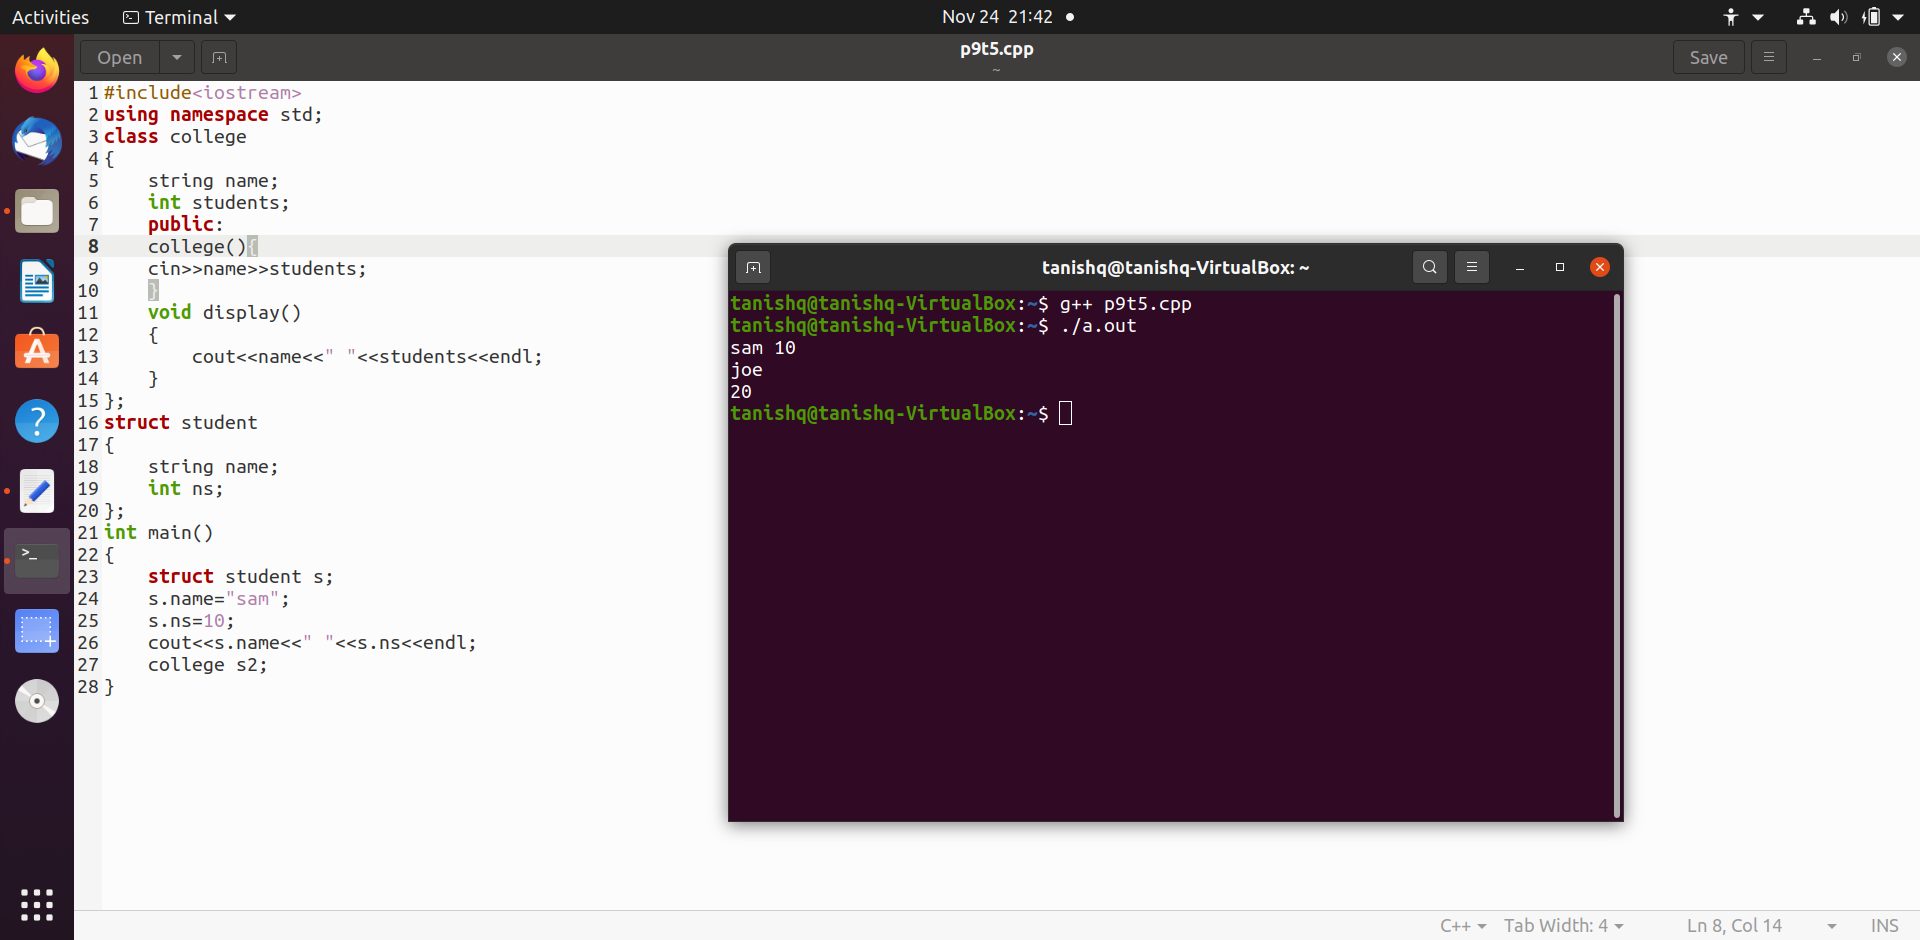 Activities Terminal Nov 24 21:42
Open p9t5.cpp Save
~
1 #include<iostream>
2 using namespace std;
3 class college
4 {
5     string name;
6     int students;
7     public:
8     college(){
9     cin>>name>>students;
10     }
11     void display()
12     {
13         cout<<name<<" "<<students<<endl;
14     }
15 };
16 struct student
17 {
18     string name;
19     int ns;
20 };
21 int main()
22 {
23     struct student s;
24     s.name="sam";
25     s.ns=10;
26     cout<<s.name<<" "<<s.ns<<endl;
27     college s2;
28 }
tanishq@tanishq-VirtualBox: ~
tanishq@tanishq-VirtualBox:~$ g++ p9t5.cpp
tanishq@tanishq-VirtualBox:~$ ./a.out
sam 10
joe
20
tanishq@tanishq-VirtualBox:~$
C++ Tab Width: 4 Ln 8, Col 14 INS